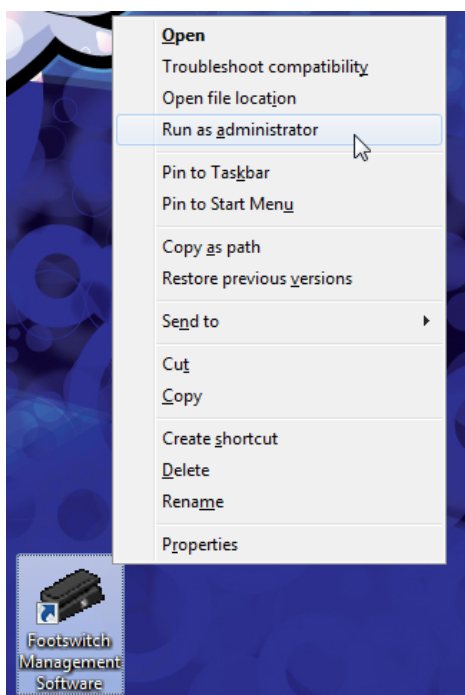 Open
Troubleshoot compatibility
Open file location
Run as administrator
Pin to Taskbar
Pin to Start Menu
Copy as path
Restore previous versions
Send to
Cut
Copy
Create shortcut
Delete
Rename
Properties
Footswitch
Management
Software